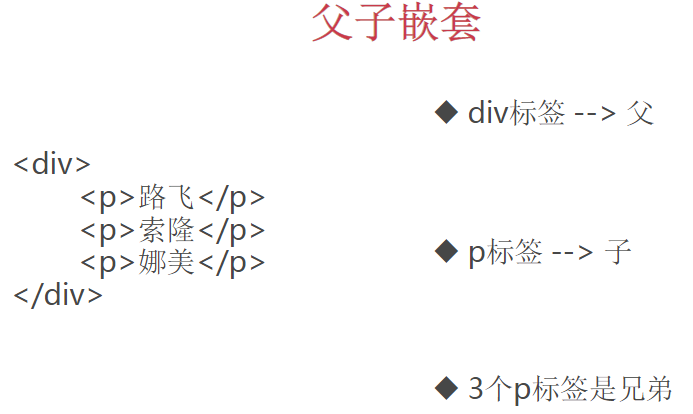 父子嵌套
<div>
<p>路飞</p>
<p>索隆</p>
<p>娜美</p>
</div>
◆ div标签 --> 父
◆ p标签 --> 子
◆ 3个p标签是兄弟